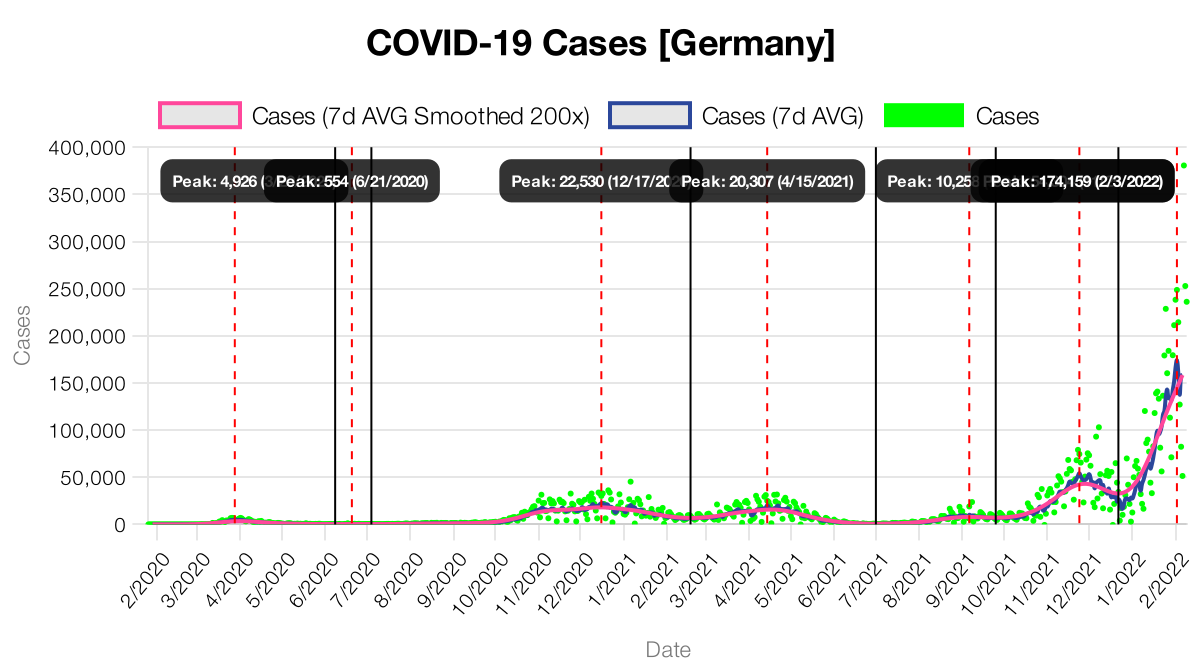 COVID-19 Cases [Germany]
Cases (7d AVG Smoothed 200x) Cases (7d AVG) Cases
400,000
350,000
300,000
250,000
200,000
150,000
100,000
50,000
0
Cases
Peak: 4,926 Peak: 554 (6/21/2020) Peak: 22,530 Peak: 20,307 (4/15/2021) Peak: Peak: 174,159 (2/3/2022)
2/2020 3/2020 4/2020 5/2020 6/2020 7/2020 8/2020 9/2020 10/2020 11/2020 12/2020 1/2021 2/2021 3/2021 4/2021 5/2021 6/2021 7/2021 8/2021 9/2021 10/2021 11/2021 12/2021 1/2022 2/2022
Date